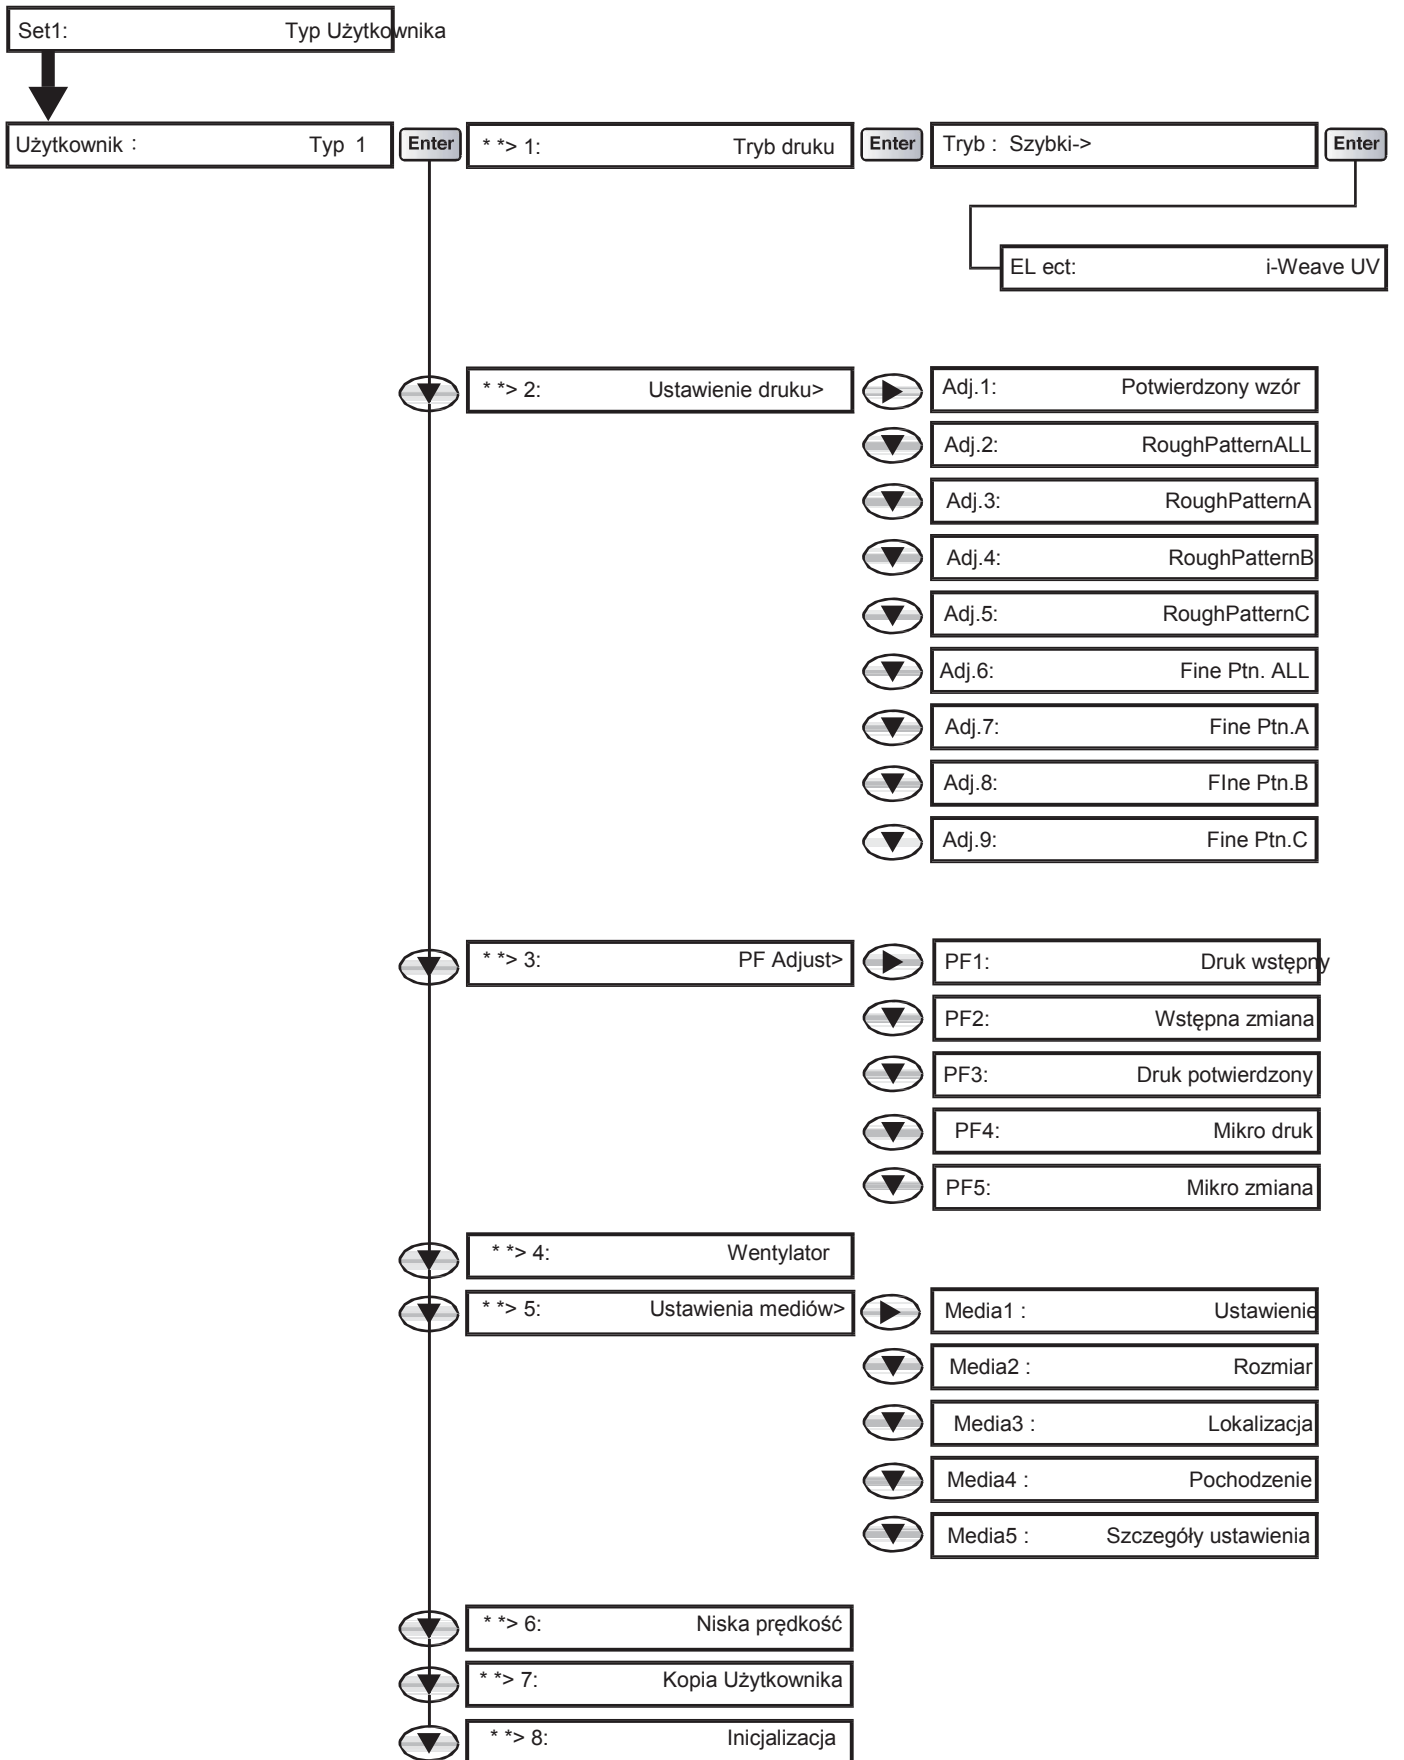 Set1: Typ Użytkownika
Użytkownik : Typ 1 Enter * *> 1: Tryb druku Enter Tryb : Szybki-> Enter
EL ect: i-Weave UV
* *> 2: Ustawienie druku> Adj.1: Potwierdzony wzór
Adj.2: RoughPatternALL
Adj.3: RoughPatternA
Adj.4: RoughPatternB
Adj.5: RoughPatternC
Adj.6: Fine Ptn. ALL
Adj.7: Fine Ptn.A
Adj.8: FIne Ptn.B
Adj.9: Fine Ptn.C
* *> 3: PF Adjust> PF1: Druk wstępny
PF2: Wstępna zmiana
PF3: Druk potwierdzony
PF4: Mikro druk
PF5: Mikro zmiana
* *> 4: Wentylator
* *> 5: Ustawienia mediów> Media1 : Ustawienie
Media2 : Rozmiar
Media3 : Lokalizacja
Media4 : Pochodzenie
Media5 : Szczegóły ustawienia
* *> 6: Niska prędkość
* *> 7: Kopia Użytkownika
* *> 8: Inicjalizacja